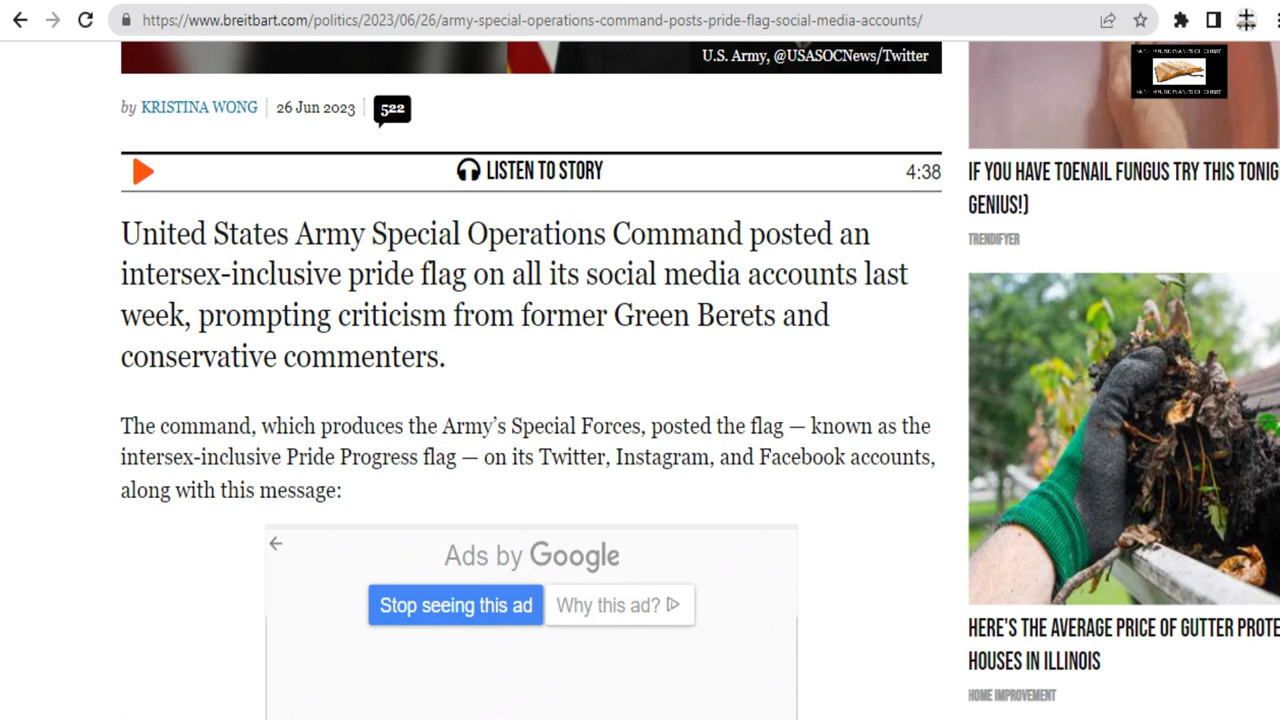 https://www.breitbart.com/politics/2023/06/26/army-special-operations-command-posts-pride-flag-social-media-accounts/
U.S. Army, @USASOCNews/Twitter
by KRISTINA WONG 26 Jun 2023 522
LISTEN TO STORY 4:38
United States Army Special Operations Command posted an
intersex-inclusive pride flag on all its social media accounts last
week, prompting criticism from former Green Berets and
conservative commenters.
The command, which produces the Army's Special Forces, posted the flag — known as the
intersex-inclusive Pride Progress flag — on its Twitter, Instagram, and Facebook accounts,
along with this message:
Ads by Google
Stop seeing this ad Why this ad?
IF YOU HAVE TOENAIL FUNGUS TRY THIS TONIG
GENIUS!)
TRENDIFYER
HERE'S THE AVERAGE PRICE OF GUTTER PROTE
HOUSES IN ILLINOIS
HOME IMPROVEMENT